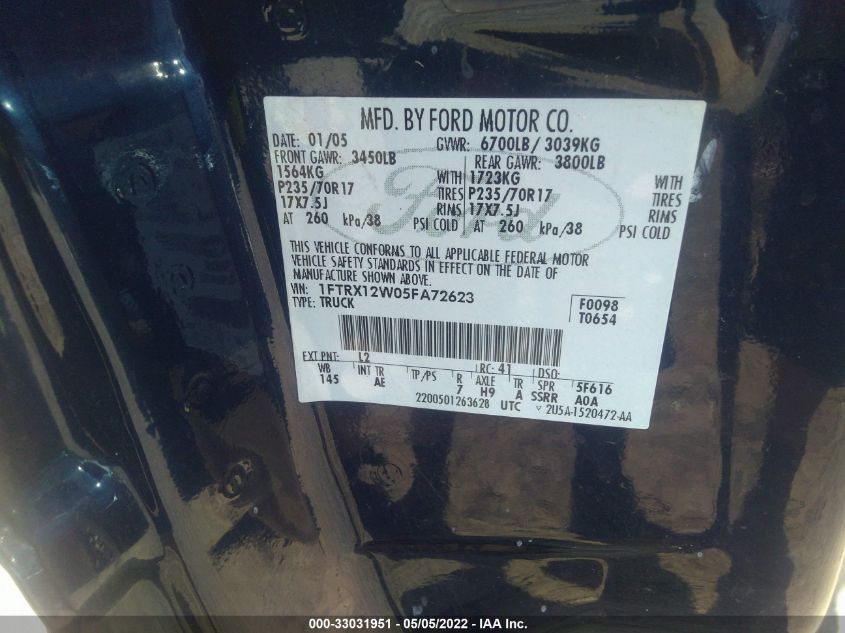 MFD. BY FORD MOTOR CO.
DATE: 01/05 GVWR: 6700LB/ 3039KG
FRONT GAWR: 3450LB REAR GAWR: 3800LB
1564KG WITH 1723KG WITH
P235/70R17 TIRES P235/70R17 TIRES
17X7.5J RIMS 17X7.5J RIMS
AT 260 kPa/38 PSI COLD AT 260 kPa/38 PSI COLD
Ford
THIS VEHICLE CONFORMS TO ALL APPLICABLE FEDERAL MOTOR
VEHICLE SAFETY STANDARDS IN EFFECT ON THE DATE OF
MANUFACTURE SHOWN ABOVE.
VIN: 1FTRX12W05FA72623 F0098
TYPE: TRUCK T0654
EXT PNT: L2 RC: 41 DSO:
WB INT TR TP/PS R AXLE TR SPR 5F616
145 AE 7 H9 A SSRR A0A
2200501263628 UTC ▽ 2U5A-1520472-AA
000-33031951 - 05/05/2022 - IAA Inc.